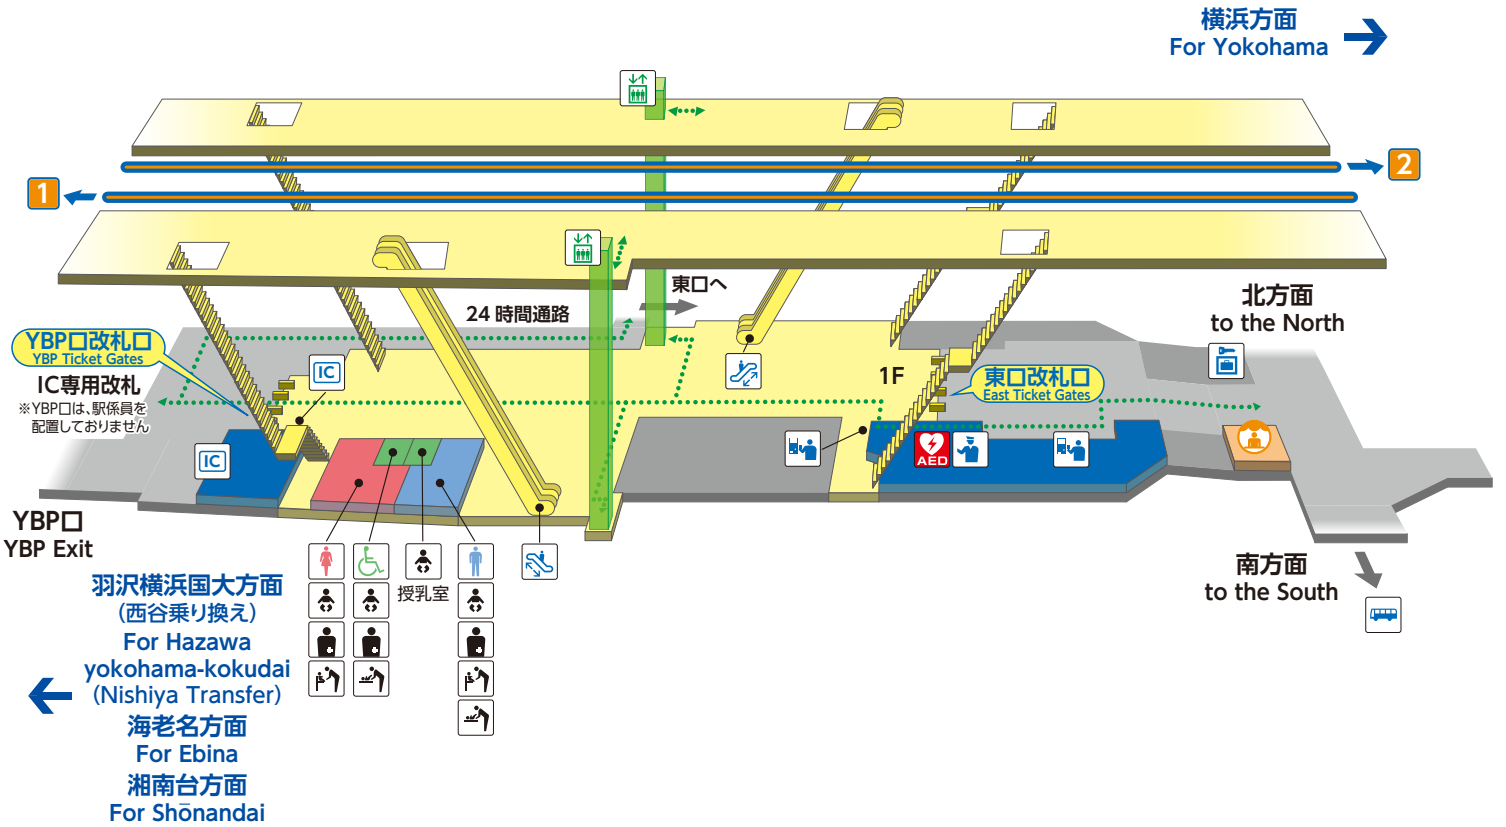 横浜方面
For Yokohama
1
2
東口へ
24 時間通路
北方面
to the North
YBP口改札口
YBP Ticket Gates
IC専用改札
※YBP口は、駅係員を
配置しておりません
IC
1F
東口改札口
East Ticket Gates
IC
AED
YBP口
YBP Exit
南方面
to the South
授乳室
羽沢横浜国大方面
(西谷乗り換え)
For Hazawa
yokohama-kokudai
(Nishiya Transfer)
海老名方面
For Ebina
湘南台方面
For Shōnandai